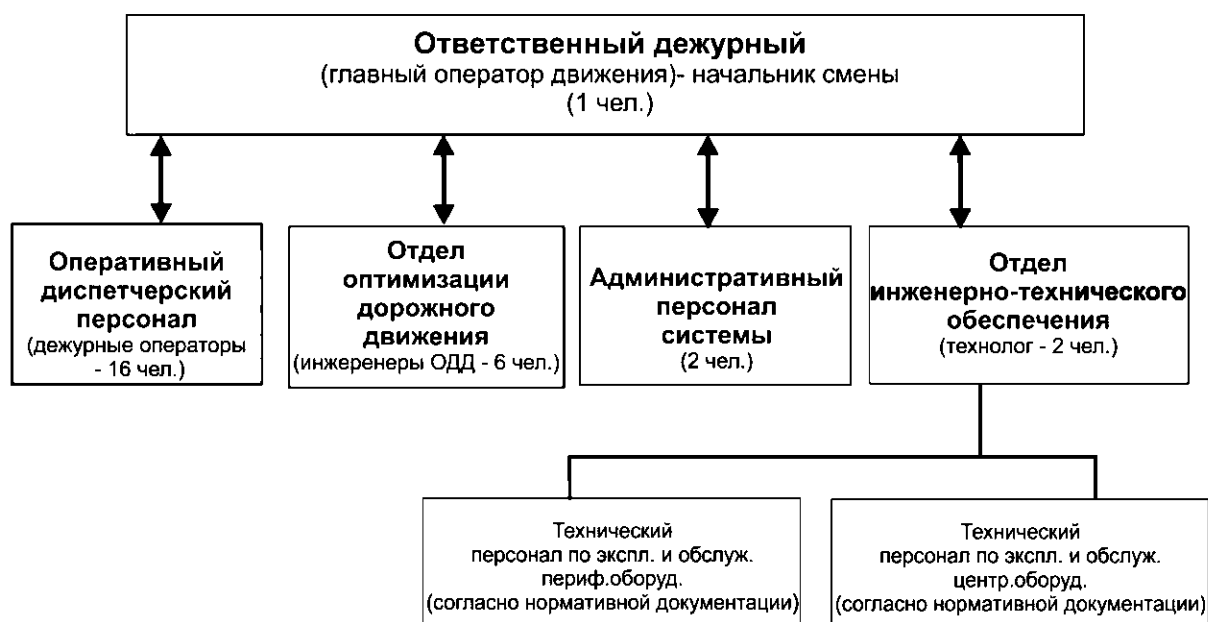 Ответственный дежурный
(главный оператор движения)- начальник смены
(1 чел.)
Оперативный
диспетчерский
персонал
(дежурные операторы
- 16 чел.)
Отдел
оптимизации
дорожного
движения
(инжеренеры ОДД - 6 чел.)
Административный
персонал
системы
(2 чел.)
Отдел
инженерно-технического
обеспечения
(технолог - 2 чел.)
Технический
персонал по экспл. и обслуж.
периф.оборуд.
(согласно нормативной документации)
Технический
персонал по экспл. и обслуж.
центр.оборуд.
(согласно нормативной документации)